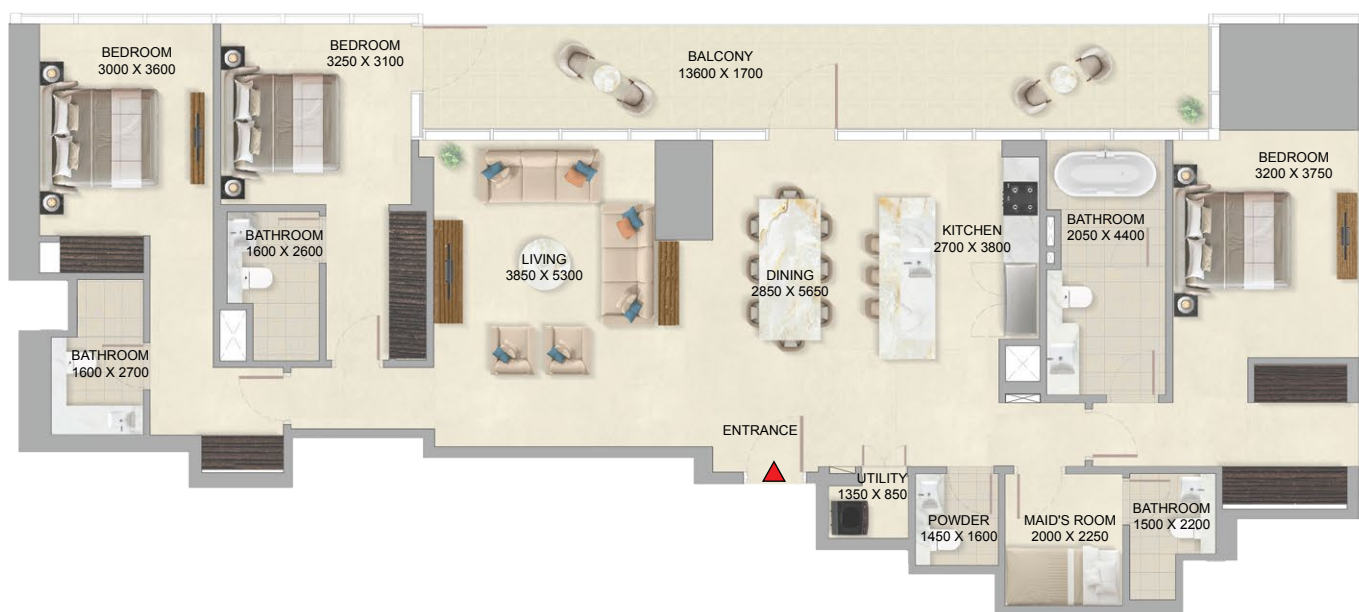 BEDROOM
3000 X 3600
BEDROOM
3250 X 3100
BALCONY
13600 X 1700
BEDROOM
3200 X 3750
BATHROOM
1600 X 2600
LIVING
3850 X 5300
DINING
2850 X 5650
KITCHEN
2700 X 3800
BATHROOM
2050 X 4400
BATHROOM
1600 X 2700
ENTRANCE
UTILITY
1350 X 850
POWDER
1450 X 1600
MAID'S ROOM
2000 X 2250
BATHROOM
1500 X 2200